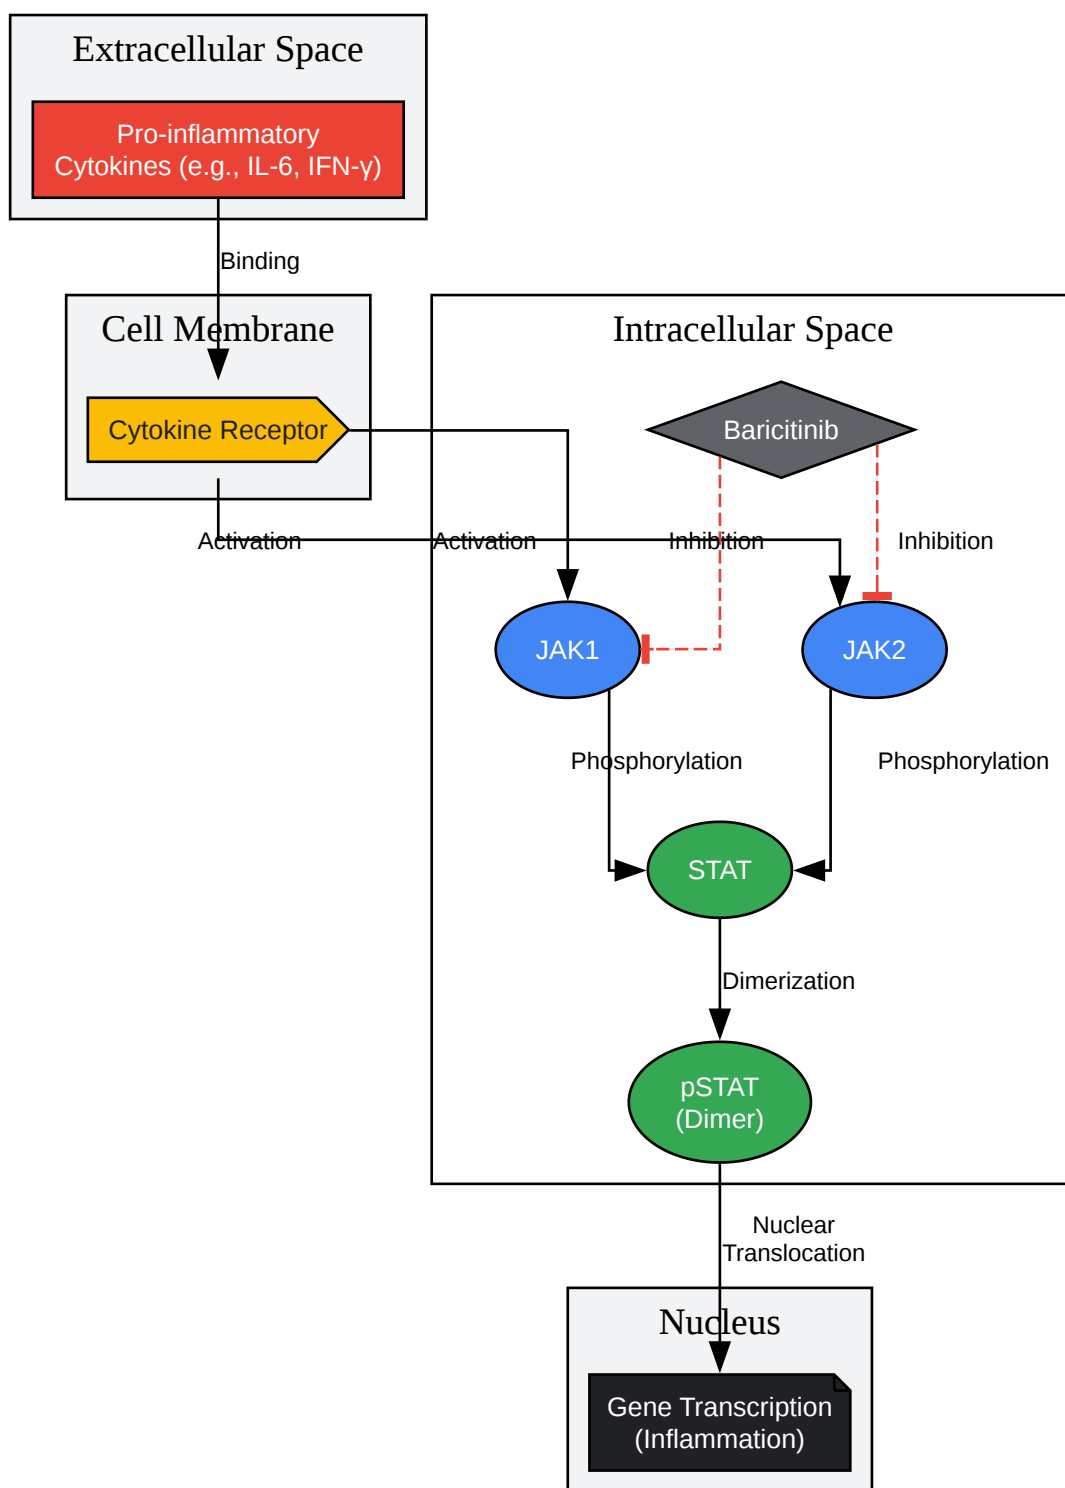 Extracellular Space
Pro-inflammatory
Cytokines (e.g., IL-6, IFN-γ)
Binding
Cell Membrane
Intracellular Space
Cytokine Receptor
Baricitinib
Activation
Activation
Inhibition
Inhibition
JAK1
JAK2
Phosphorylation
Phosphorylation
STAT
Dimerization
pSTAT
(Dimer)
Nuclear
Translocation
Nucleus
Gene Transcription
(Inflammation)